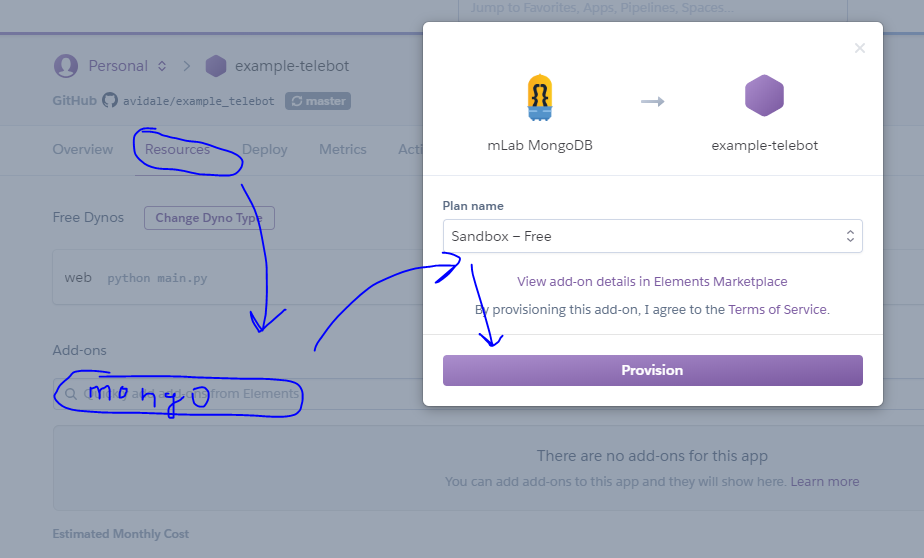 Jump to Favorites, Apps, Pipelines, Spaces...
Personal > example-telebot
GitHub avidale/example_telebot master
Overview Resources Deploy Metrics Acti
Free Dynos Change Dyno Type
web python main.py
Add-ons
Quickly add add-ons from Elements
mongo
There are no add-ons for this app
You can add add-ons to this app and they will show here. Learn more
Estimated Monthly Cost
mLab MongoDB example-telebot
Plan name
Sandbox – Free
View add-on details in Elements Marketplace
By provisioning this add-on, I agree to the Terms of Service.
Provision